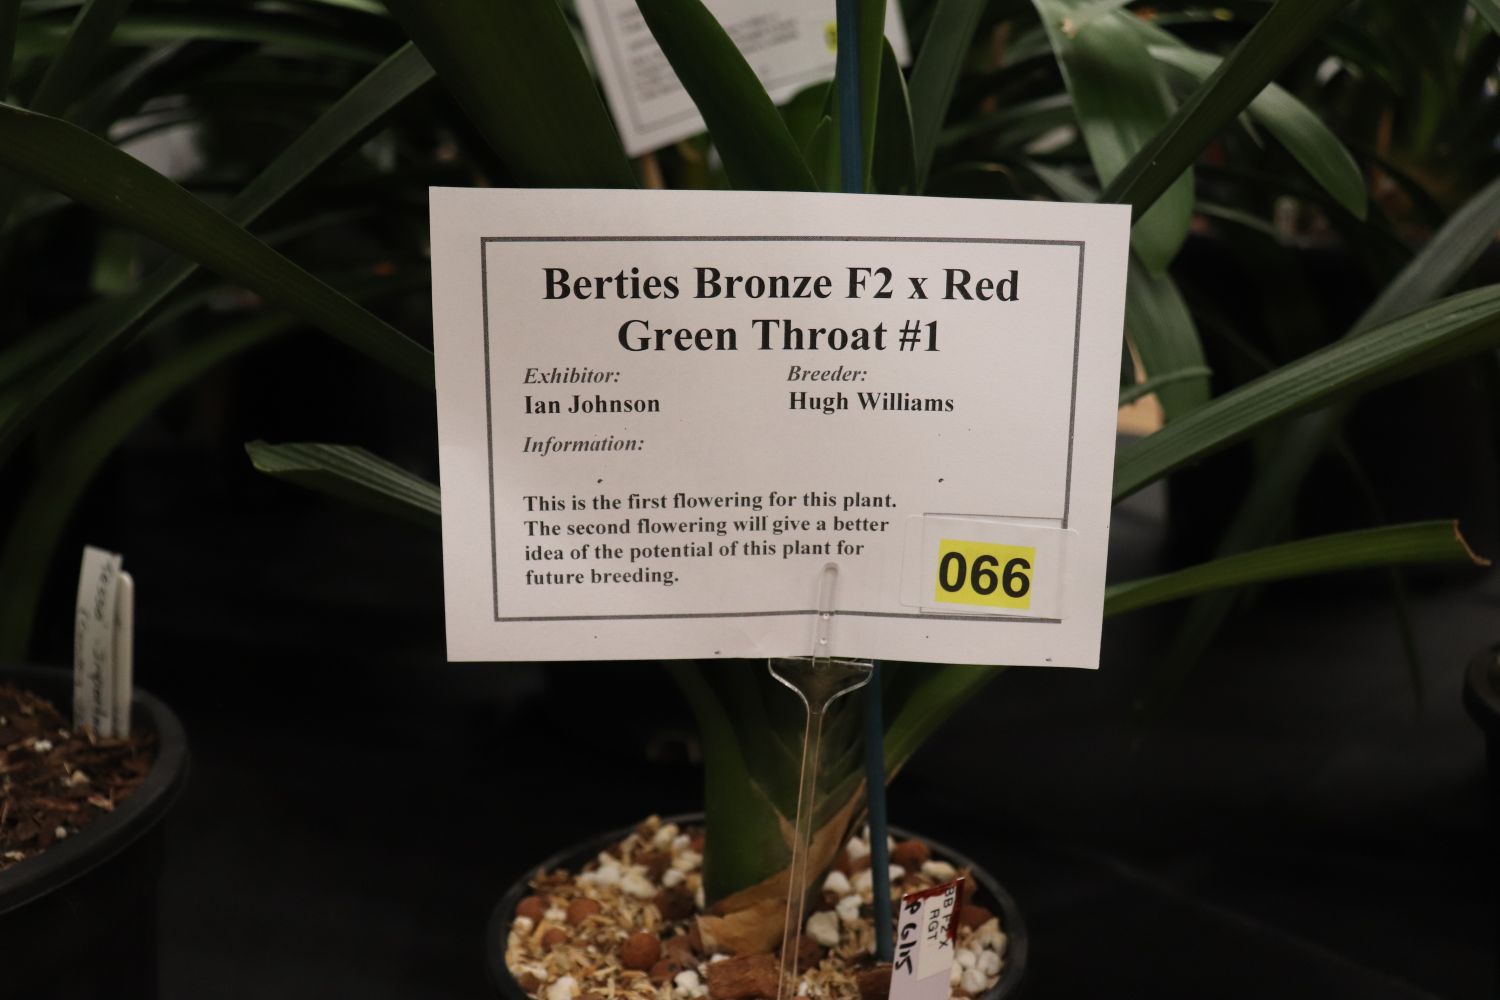 Berties Bronze F2 x Red
Green Throat #1
Exhibitor:
Breeder:
Ian Johnson
Hugh Williams
Information:
This is the first flowering for this plant.
The second flowering will give a better
idea of the potential of this plant for
future breeding.
066
BB F2 X
RGT
P 6/15